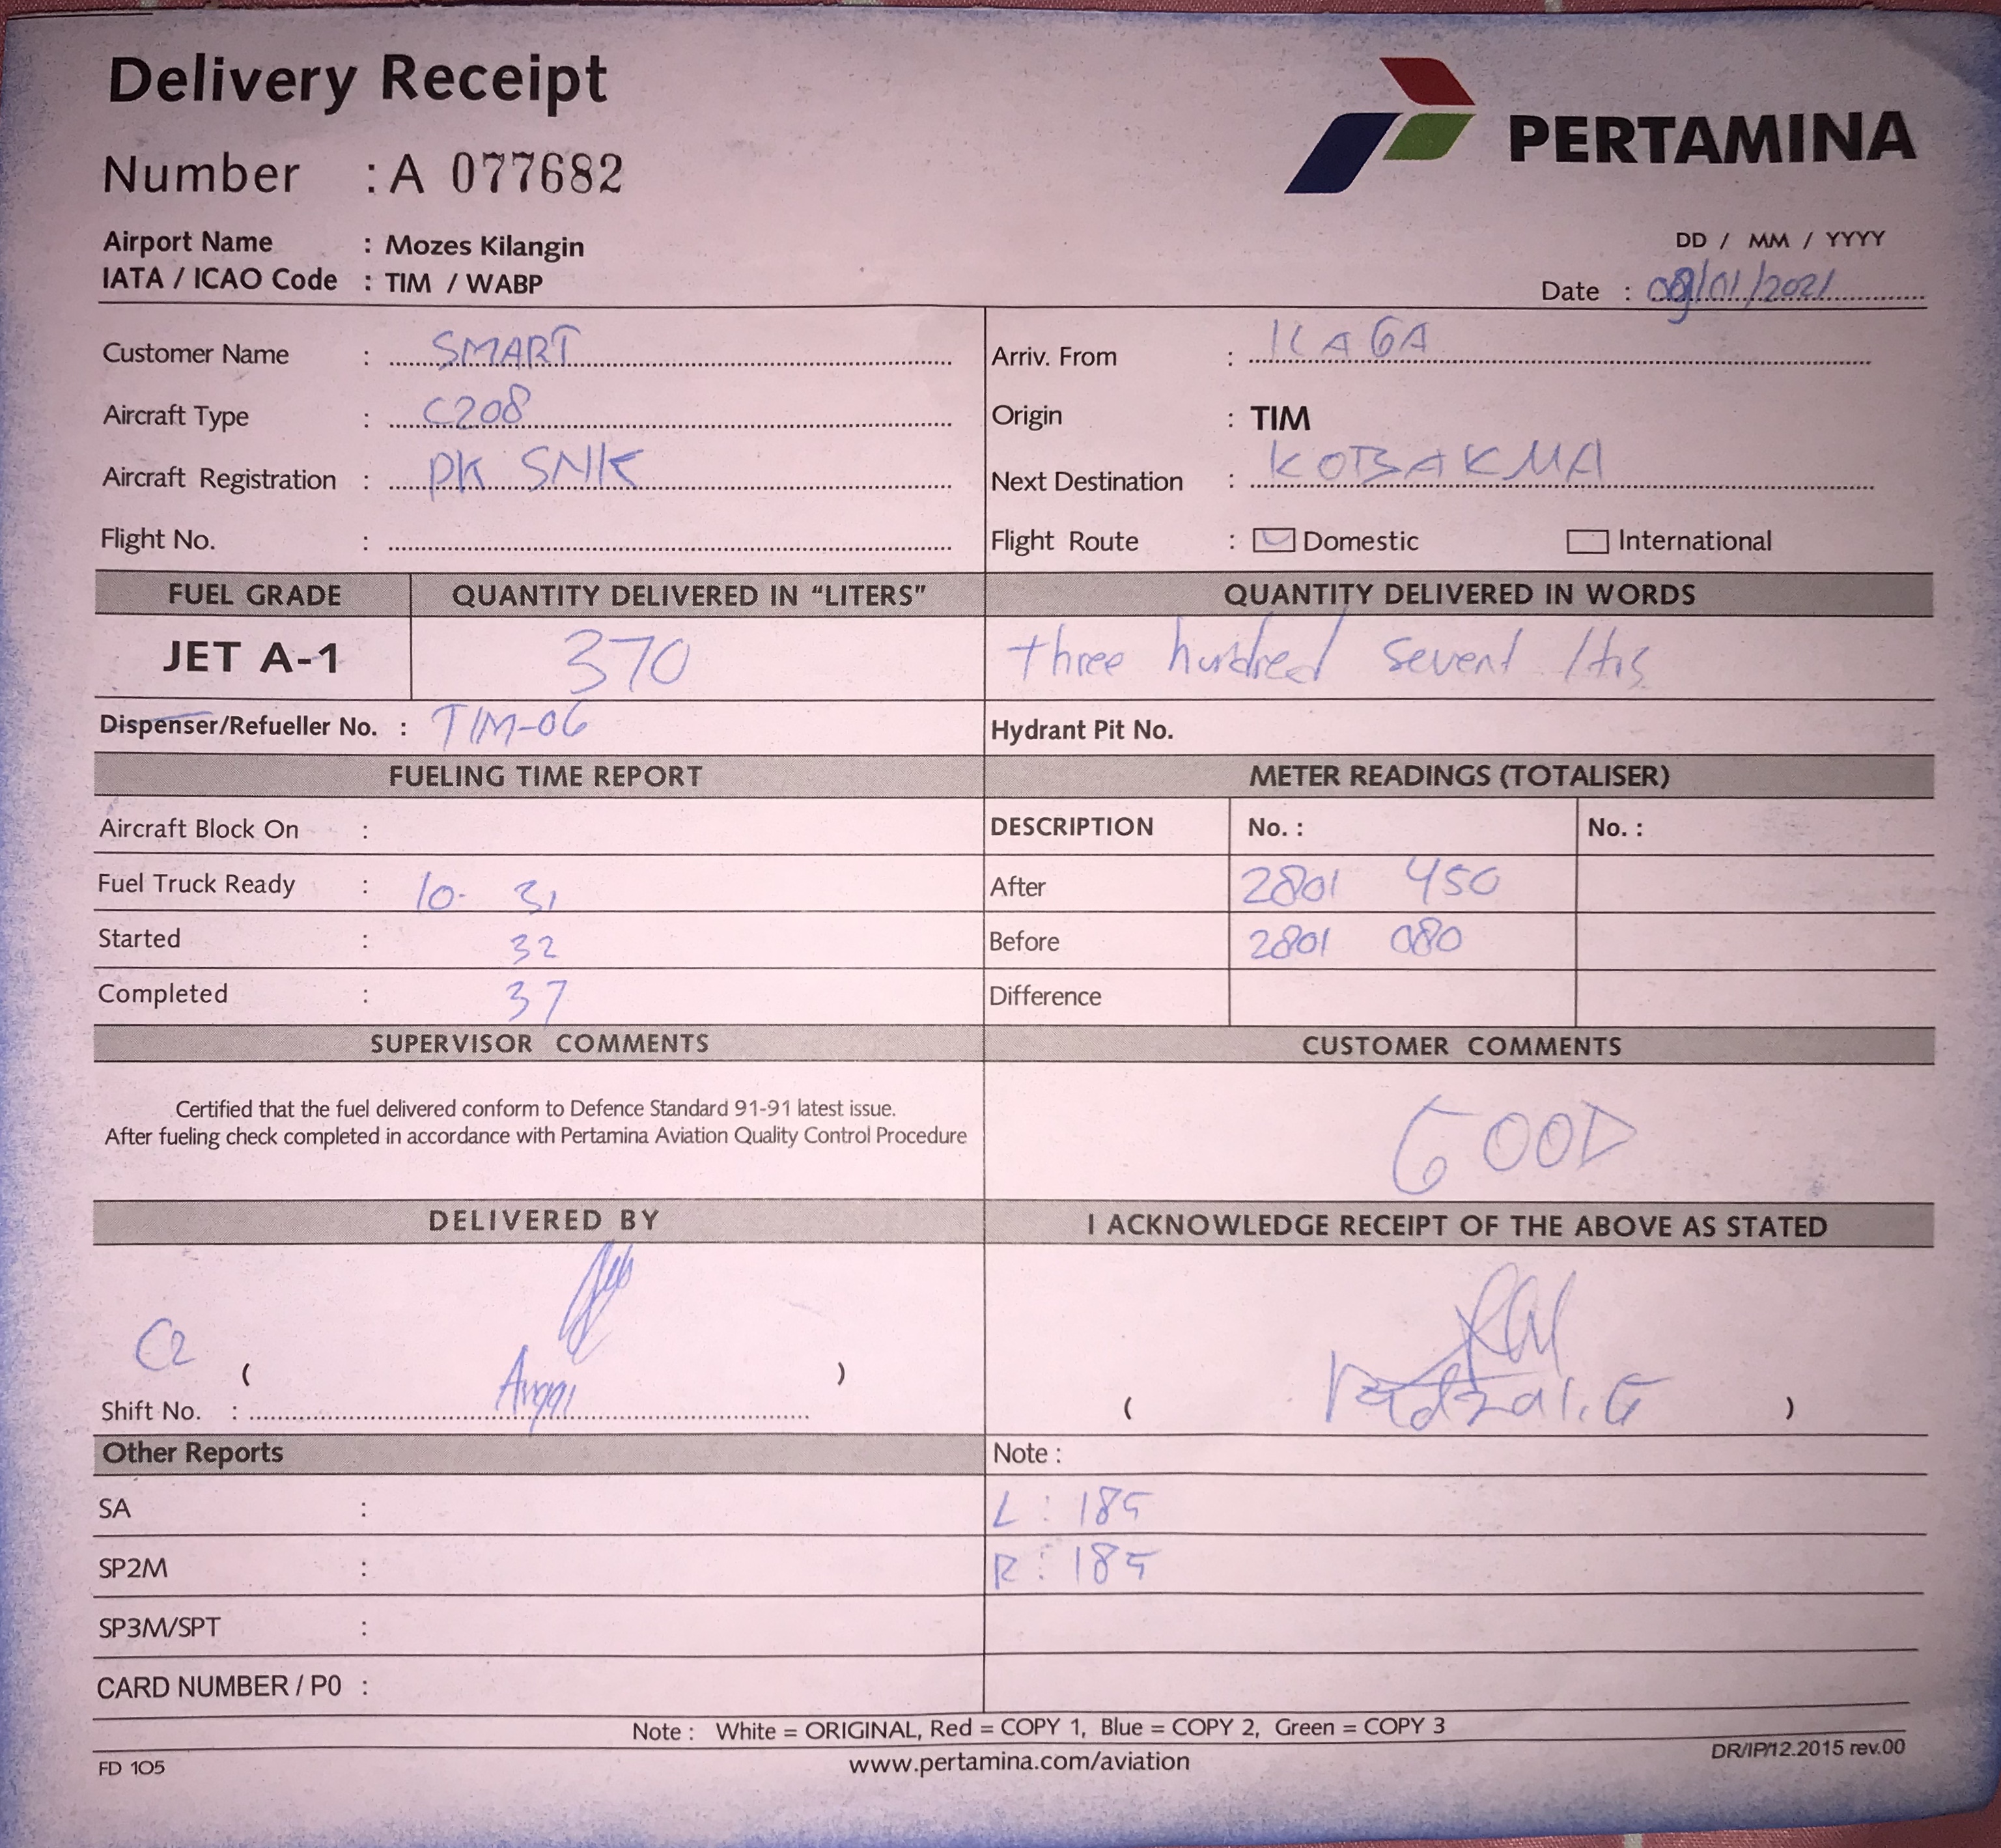 Delivery Receipt
PERTAMINA
Number : A 077682
Airport Name : Mozes Kilangin
IATA / ICAO Code : TIM / WABP
DD / MM / YYYY
Date : /01/2021
Customer Name : SMART
Arriv. From : ILAGA
Aircraft Type : C208
Origin : TIM
Aircraft Registration : PK SNK
Next Destination : KOBAKMA
Flight No. :
Flight Route : Domestic International
FUEL GRADE QUANTITY DELIVERED IN “LITERS” QUANTITY DELIVERED IN WORDS
JET A-1 370 three hundred sevent ltrs
Dispenser/Refueller No. : TIM-06 Hydrant Pit No.
FUELING TIME REPORT METER READINGS (TOTALISER)
Aircraft Block On : DESCRIPTION No. : No. :
Fuel Truck Ready : 10. 31 After 2801 450
Started : 32 Before 2801 080
Completed : 37 Difference
SUPERVISOR COMMENTS CUSTOMER COMMENTS
Certified that the fuel delivered conform to Defence Standard 91-91 latest issue.
After fueling check completed in accordance with Pertamina Aviation Quality Control Procedure
GOOD
DELIVERED BY I ACKNOWLEDGE RECEIPT OF THE ABOVE AS STATED
C2
( Anggi )
Shift No. :
( )
Other Reports Note :
SA : L : 185
SP2M : R : 185
SP3M/SPT :
CARD NUMBER / P0 :
Note : White = ORIGINAL, Red = COPY 1, Blue = COPY 2, Green = COPY 3
FD 105 www.pertamina.com/aviation DR/IP/12.2015 rev.00